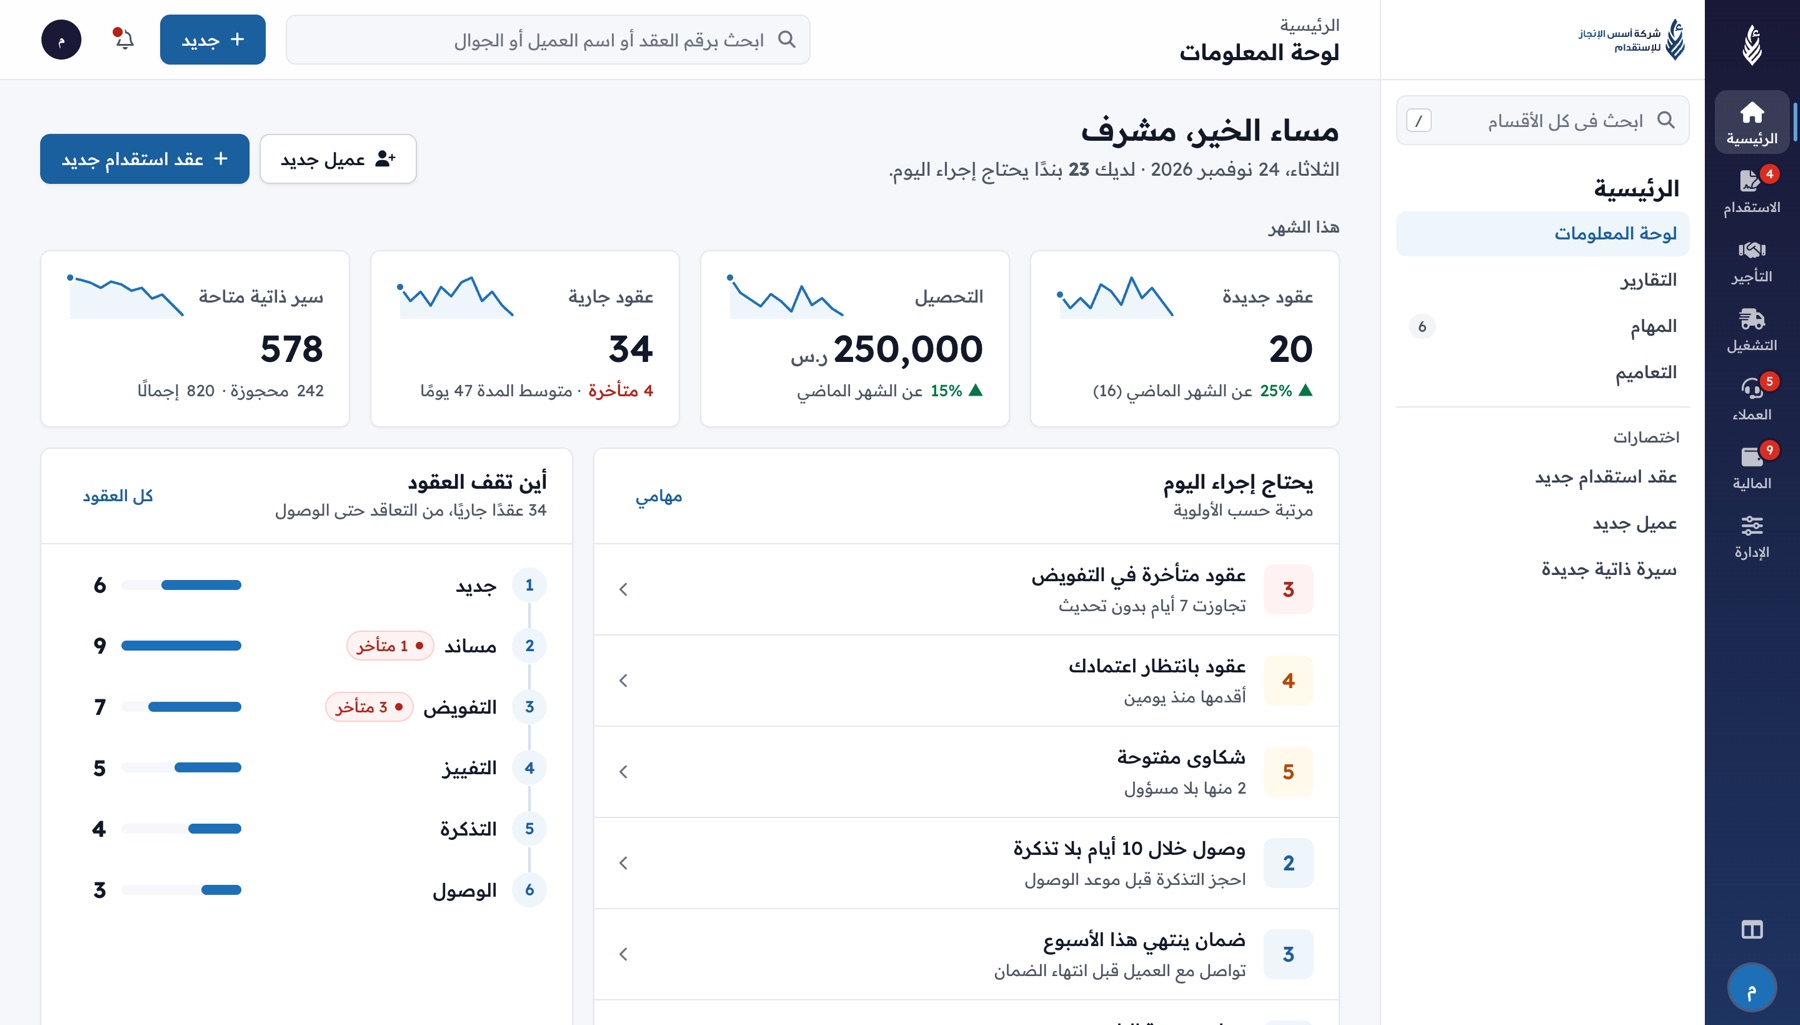 الرئيسية
4
الاستقدام
التأجير
التشغيل
5
العملاء
9
المالية
الإدارة
م
شركة أسس الإنجاز
للإستقدام
ابحث في كل الأقسام
/
الرئيسية
لوحة المعلومات
التقارير
المهام 6
التعاميم
اختصارات
عقد استقدام جديد
عميل جديد
سيرة ذاتية جديدة
الرئيسية
لوحة المعلومات
ابحث برقم العقد أو اسم العميل أو الجوال
+ جديد
م
مساء الخير، مشرف
الثلاثاء، 24 نوفمبر 2026 · لديك 23 بندًا يحتاج إجراء اليوم.
عميل جديد
+ عقد استقدام جديد
هذا الشهر
عقود جديدة
20
▲ 25% عن الشهر الماضي (16)
التحصيل
250,000 ر.س
▲ 15% عن الشهر الماضي
عقود جارية
34
4 متأخرة · متوسط المدة 47 يومًا
سير ذاتية متاحة
578
242 محجوزة · 820 إجمالًا
يحتاج إجراء اليوم
مرتبة حسب الأولوية
مهامي
3
عقود متأخرة في التفويض
تجاوزت 7 أيام بدون تحديث
4
عقود بانتظار اعتمادك
أقدمها منذ يومين
5
شكاوى مفتوحة
2 منها بلا مسؤول
2
وصول خلال 10 أيام بلا تذكرة
احجز التذكرة قبل موعد الوصول
3
ضمان ينتهي هذا الأسبوع
تواصل مع العميل قبل انتهاء الضمان
أين تقف العقود
34 عقدًا جاريًا، من التعاقد حتى الوصول
كل العقود
1 جديد 6
2 مساند 1 متأخر 9
3 التفويض 3 متأخر 7
4 التفييز 5
5 التذكرة 4
6 الوصول 3